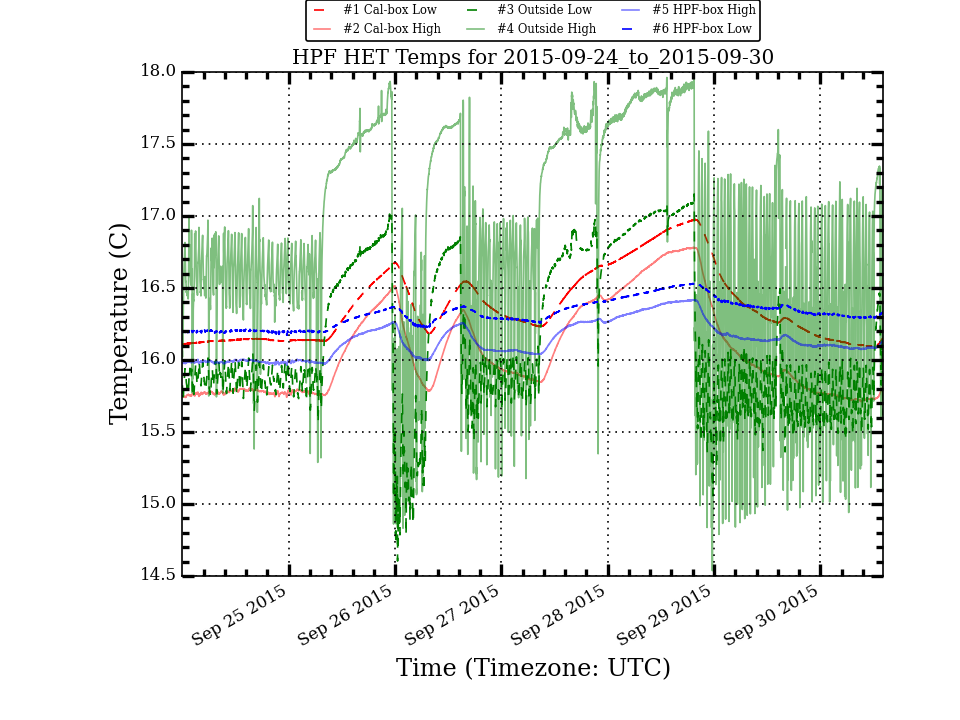 #1 Cal-box Low #3 Outside Low #5 HPF-box High
#2 Cal-box High #4 Outside High #6 HPF-box Low
HPF HET Temps for 2015-09-24_to_2015-09-30
18.0
17.5
17.0
16.5
16.0
15.5
15.0
14.5
Temperature (C)
Sep 25 2015 Sep 26 2015 Sep 27 2015 Sep 28 2015 Sep 29 2015 Sep 30 2015
Time (Timezone: UTC)